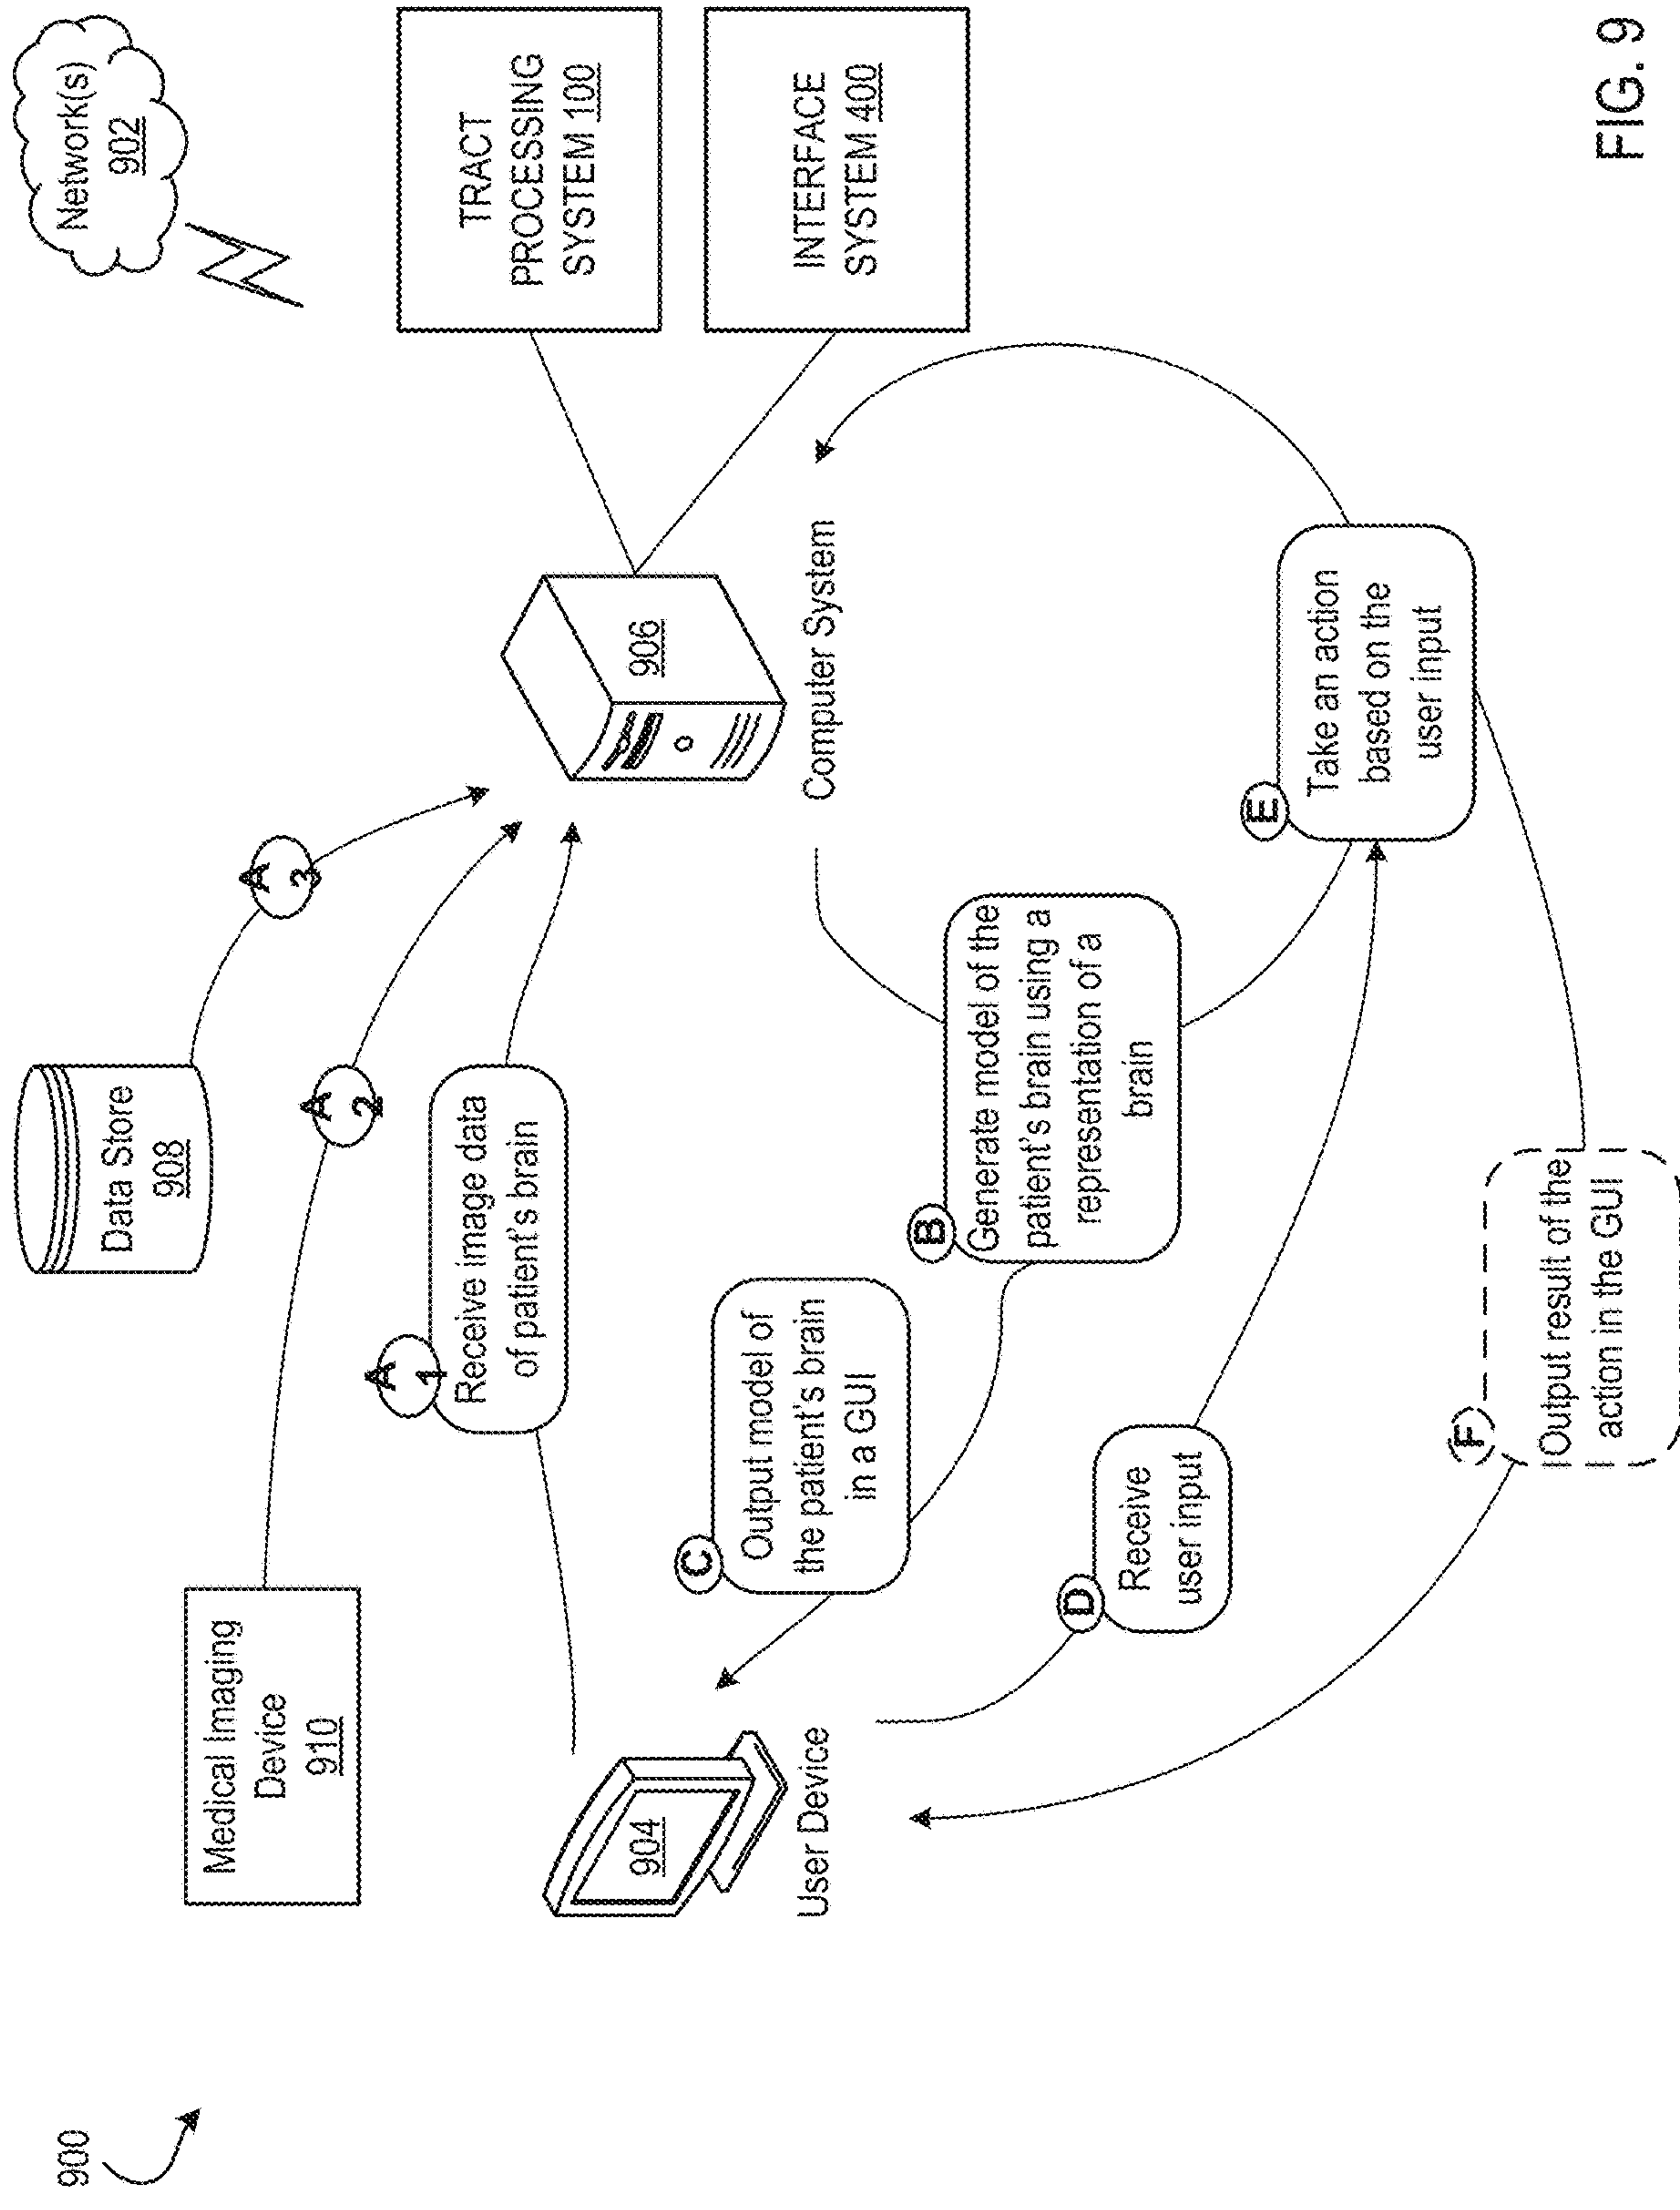 900
Network(s)
902
Data Store
908
Medical Imaging
Device
910
TRACT
PROCESSING
SYSTEM 100
INTERFACE
SYSTEM 400
A
3
A
2
A
1
Receive image data
of patient's brain
904
User Device
906
Computer System
C
Output model of
the patient's brain
in a GUI
B
Generate model of the
patient's brain using a
representation of a
brain
D
Receive
user input
E
Take an action
based on the
user input
F
Output result of the
action in the GUI
FIG. 9